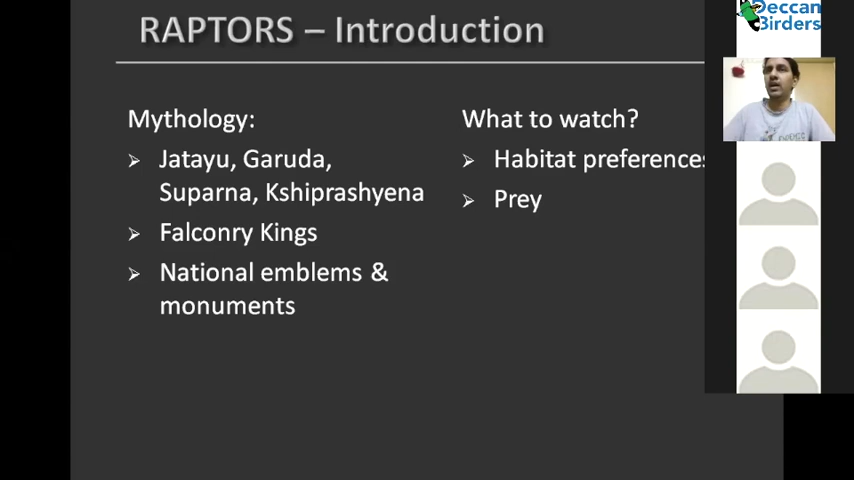 RAPTORS – Introduction
Deccan
Birders
Mythology:
Jatayu, Garuda,
Suparna, Kshiprashyena
Falconry Kings
National emblems &
monuments
What to watch?
Habitat preferences
Prey